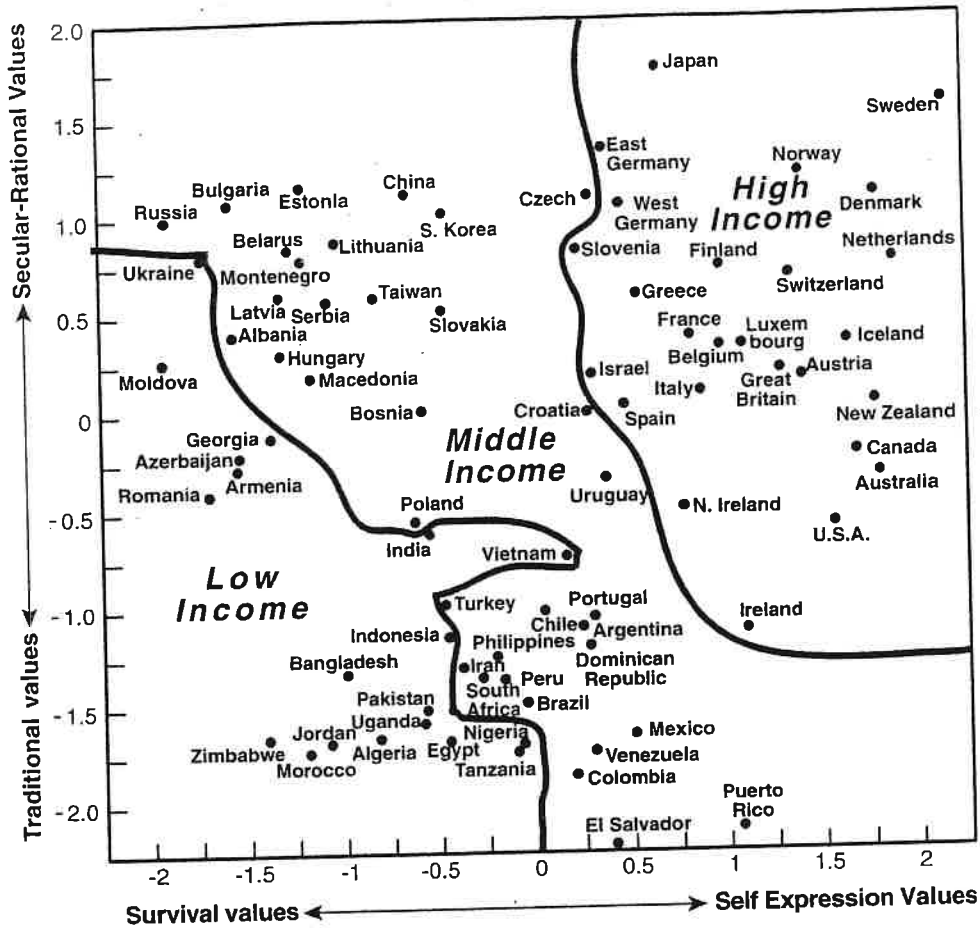 Secular-Rational Values
Traditional values
2.0
1.5
1.0
0.5
0
-0.5
-1.0
-1.5
-2.0
Japan
Sweden
East
Germany
Norway
China
Bulgaria
Estonla
High
Income
Czech
West
Germany
Denmark
Russia
S. Korea
Belarus
Lithuania
Slovenia
Finland
Netherlands
Ukraine
Montenegro
Switzerland
Taiwan
Greece
Latvia
Serbia
Slovakia
France
Luxem
bourg
Iceland
Albania
Belgium
Hungary
Israel
Austria
Moldova
Macedonia
Italy
Great
Britain
Bosnia
Croatia
Spain
New Zealand
Georgia
Middle
Income
Canada
Azerbaijan
Armenia
Australia
Romania
Uruguay
N. Ireland
Poland
U.S.A.
India
Vietnam
Low
Income
Turkey
Portugal
Ireland
Chile
Argentina
Indonesia
Philippines
Dominican
Republic
Bangladesh
Iran
Peru
South
Africa
Pakistan
Brazil
Uganda
Nigeria
Mexico
Jordan
Zimbabwe
Algeria
Egypt
Venezuela
Morocco
Tanzania
Colombia
Puerto
Rico
El Salvador
-2
-1.5
-1
-0.5
0
0.5
1
1.5
2
Survival values
Self Expression Values